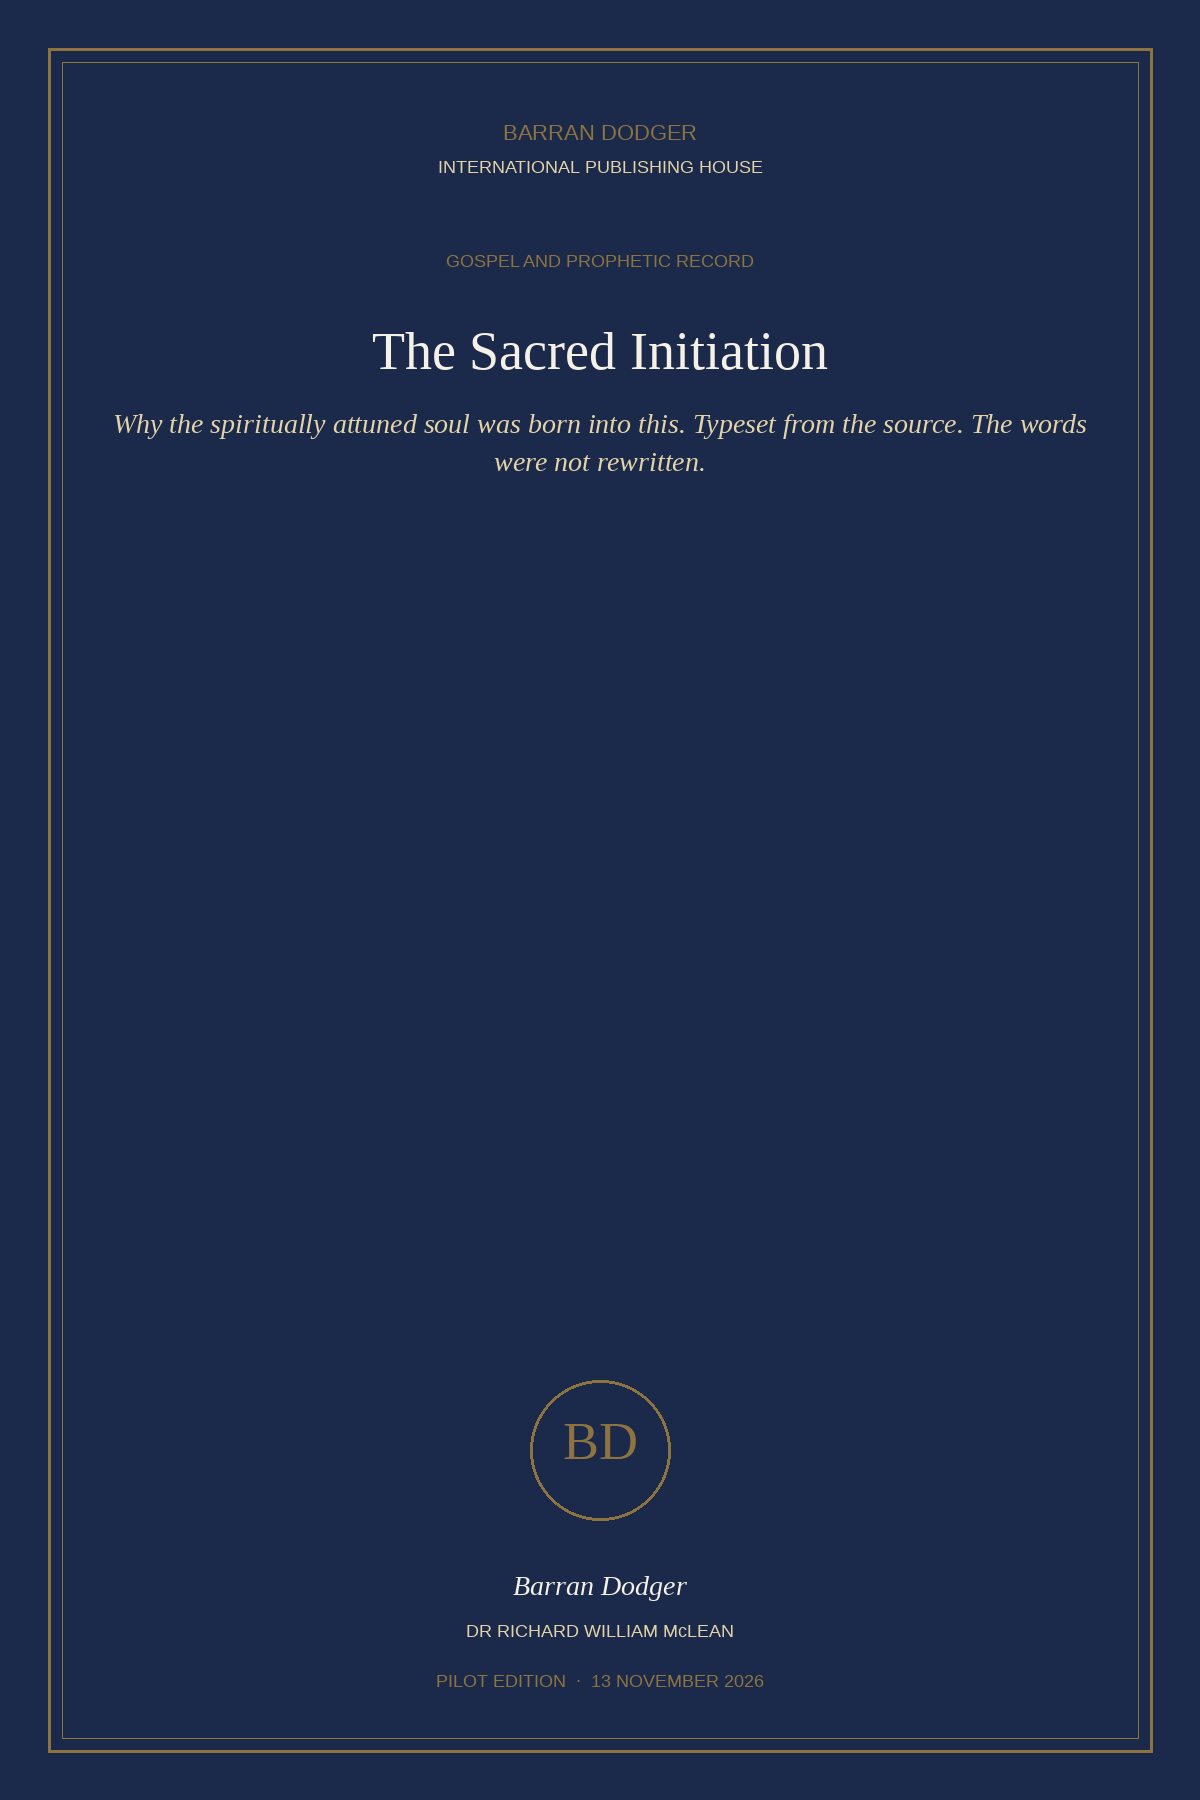 BARRAN DODGER
INTERNATIONAL PUBLISHING HOUSE
GOSPEL AND PROPHETIC RECORD
The Sacred Initiation
Why the spiritually attuned soul was born into this. Typeset from the source. The words
were not rewritten.
BD
Barran Dodger
DR RICHARD WILLIAM McLEAN
PILOT EDITION · 13 NOVEMBER 2026